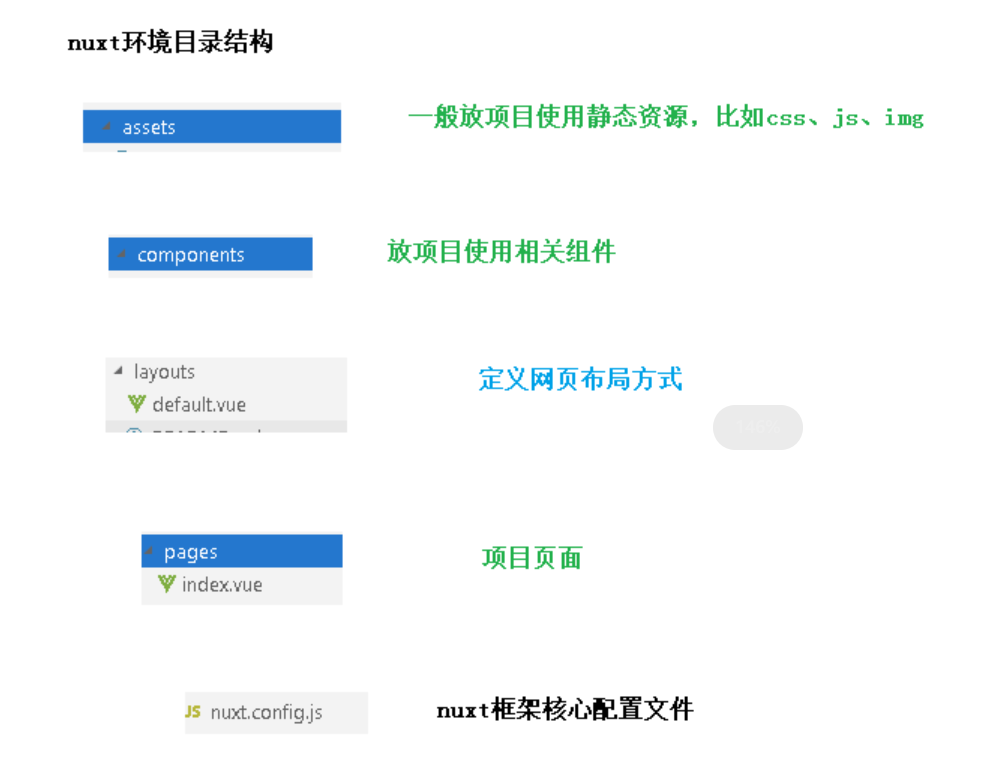 nuxt环境目录结构
assets
一般放项目使用静态资源，比如css、js、img
components
放项目使用相关组件
layouts
定义网页布局方式
default.vue
pages
项目页面
index.vue
nuxt.config.js
nuxt框架核心配置文件